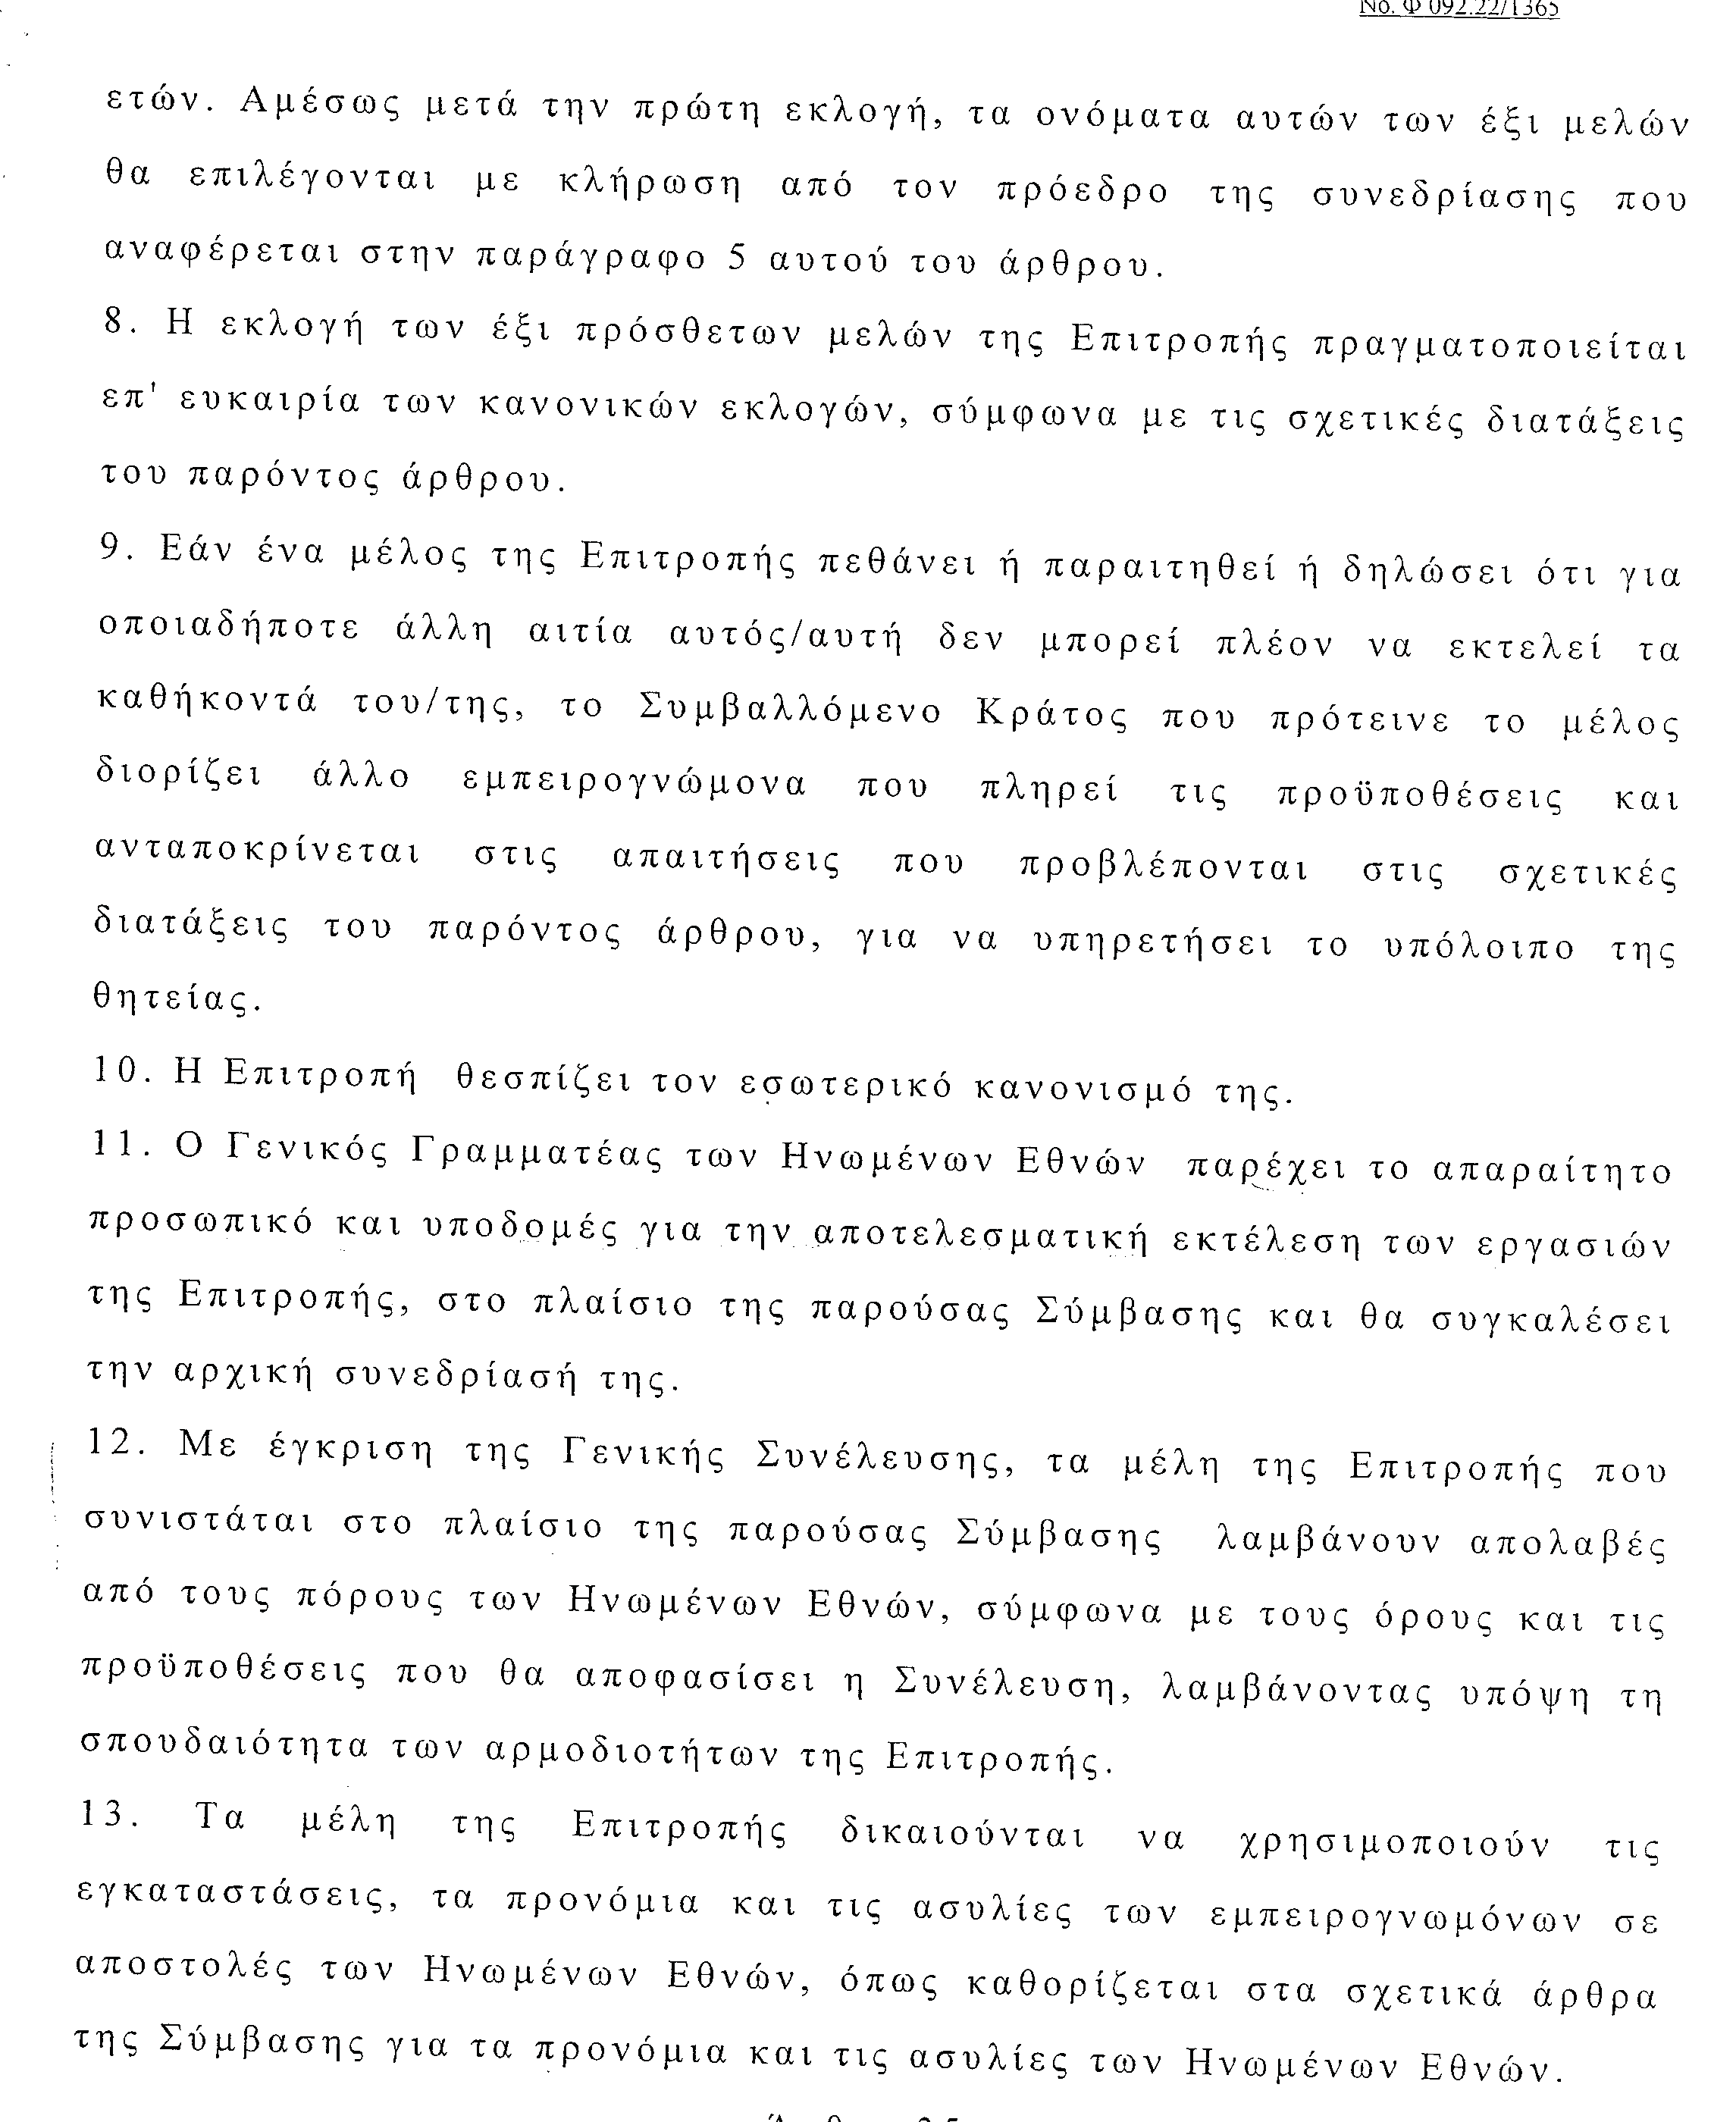 No. Φ 092.22/1365
ετών. Αμέσως μετά την πρώτη εκλογή, τα ονόματα αυτών των έξι μελών
θα επιλέγονται με κλήρωση από τον πρόεδρο της συνεδρίασης που
αναφέρεται στην παράγραφο 5 αυτού του άρθρου.
8. Η εκλογή των έξι πρόσθετων μελών της Επιτροπής πραγματοποιείται
επ' ευκαιρία των κανονικών εκλογών, σύμφωνα με τις σχετικές διατάξεις
του παρόντος άρθρου.
9. Εάν ένα μέλος της Επιτροπής πεθάνει ή παραιτηθεί ή δηλώσει ότι για
οποιαδήποτε άλλη αιτία αυτός/αυτή δεν μπορεί πλέον να εκτελεί τα
καθήκοντά του/της, το Συμβαλλόμενο Κράτος που πρότεινε το μέλος
διορίζει άλλο εμπειρογνώμονα που πληρεί τις προϋποθέσεις και
ανταποκρίνεται στις απαιτήσεις που προβλέπονται στις σχετικές
διατάξεις του παρόντος άρθρου, για να υπηρετήσει το υπόλοιπο της
θητείας.
10. Η Επιτροπή θεσπίζει τον εσωτερικό κανονισμό της.
11. Ο Γενικός Γραμματέας των Ηνωμένων Εθνών παρέχει το απαραίτητο
προσωπικό και υποδομές για την αποτελεσματική εκτέλεση των εργασιών
της Επιτροπής, στο πλαίσιο της παρούσας Σύμβασης και θα συγκαλέσει
την αρχική συνεδρίασή της.
12. Με έγκριση της Γενικής Συνέλευσης, τα μέλη της Επιτροπής που
συνιστάται στο πλαίσιο της παρούσας Σύμβασης λαμβάνουν απολαβές
από τους πόρους των Ηνωμένων Εθνών, σύμφωνα με τους όρους και τις
προϋποθέσεις που θα αποφασίσει η Συνέλευση, λαμβάνοντας υπόψη τη
σπουδαιότητα των αρμοδιοτήτων της Επιτροπής.
13. Τα μέλη της Επιτροπής δικαιούνται να χρησιμοποιούν τις
εγκαταστάσεις, τα προνόμια και τις ασυλίες των εμπειρογνωμόνων σε
αποστολές των Ηνωμένων Εθνών, όπως καθορίζεται στα σχετικά άρθρα
της Σύμβασης για τα προνόμια και τις ασυλίες των Ηνωμένων Εθνών.